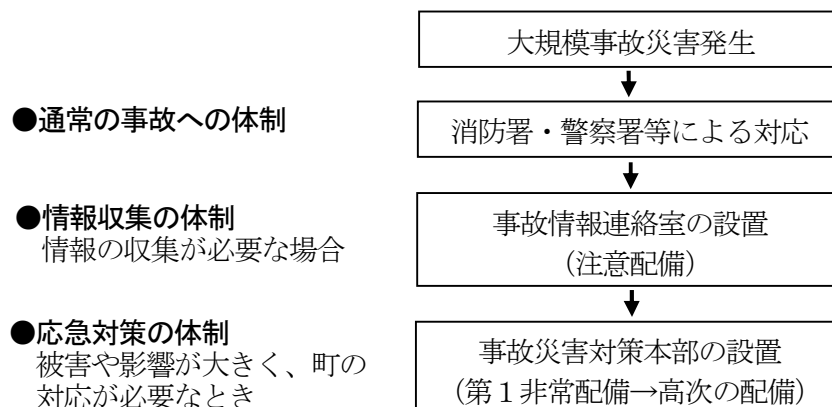 大規模事故災害発生
●通常の事故への体制
消防署・警察署等による対応
●情報収集の体制
情報の収集が必要な場合
事故情報連絡室の設置
（注意配備）
●応急対策の体制
被害や影響が大きく、町の
対応が必要なとき
事故災害対策本部の設置
（第１非常配備→高次の配備）